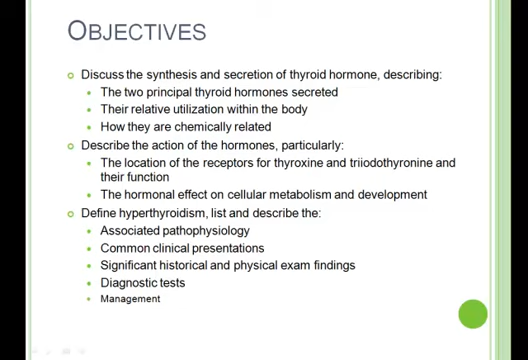 OBJECTIVES
Discuss the synthesis and secretion of thyroid hormone, describing:
The two principal thyroid hormones secreted
Their relative utilization within the body
How they are chemically related
Describe the action of the hormones, particularly:
The location of the receptors for thyroxine and triiodothyronine and
their function
The hormonal effect on cellular metabolism and development
Define hyperthyroidism, list and describe the:
Associated pathophysiology
Common clinical presentations
Significant historical and physical exam findings
Diagnostic tests
Management